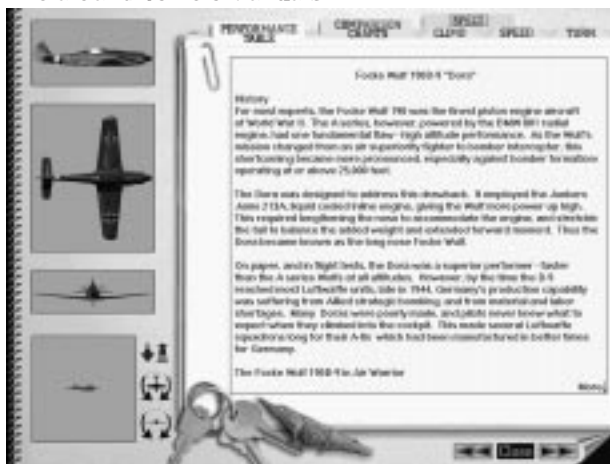 PERFORMANCE
TABLE
COMPARISON
CHARTS
SPEED
CLIMB
SPEED
TURN
Focke Wulf 190D-9 "Dora"
History
For most experts, the Focke Wulf 190 was the finest piston engine aircraft
of World War II. The A series, however, powered by the BMW 801 radial
engine, had one fundamental flaw - high altitude performance. As the Wulf's
mission changed from air superiority fighter to bomber interceptor, this
shortcoming became more pronounced, especially against bomber formations
operating at or above 25,000 feet.
The Dora was designed to address this drawback. It employed the Junkers
Jumo 213A, liquid cooled inline engine, giving the Wulf more power up high.
This required lengthening the nose to accommodate the engine, and stretching
the tail to balance the added weight and extended forward moment. Thus the
Dora became known as the long nose Focke Wulf.
On paper, and in flight tests, the Dora was a superior performer - faster
than the A series Wulfs at all altitudes. However, by the time the D-9
reached most Luftwaffe units, late in 1944, Germany's production capability
was suffering from Allied strategic bombing, and from material and labor
shortages. Many Doras were poorly made, and pilots never knew what to
expect when they climbed into the cockpit. This made several Luftwaffe
squadrons long for their A-8s which had been manufactured in better times
for Germany.
The Focke Wulf 190D-9 in Air Warrior
More
Close